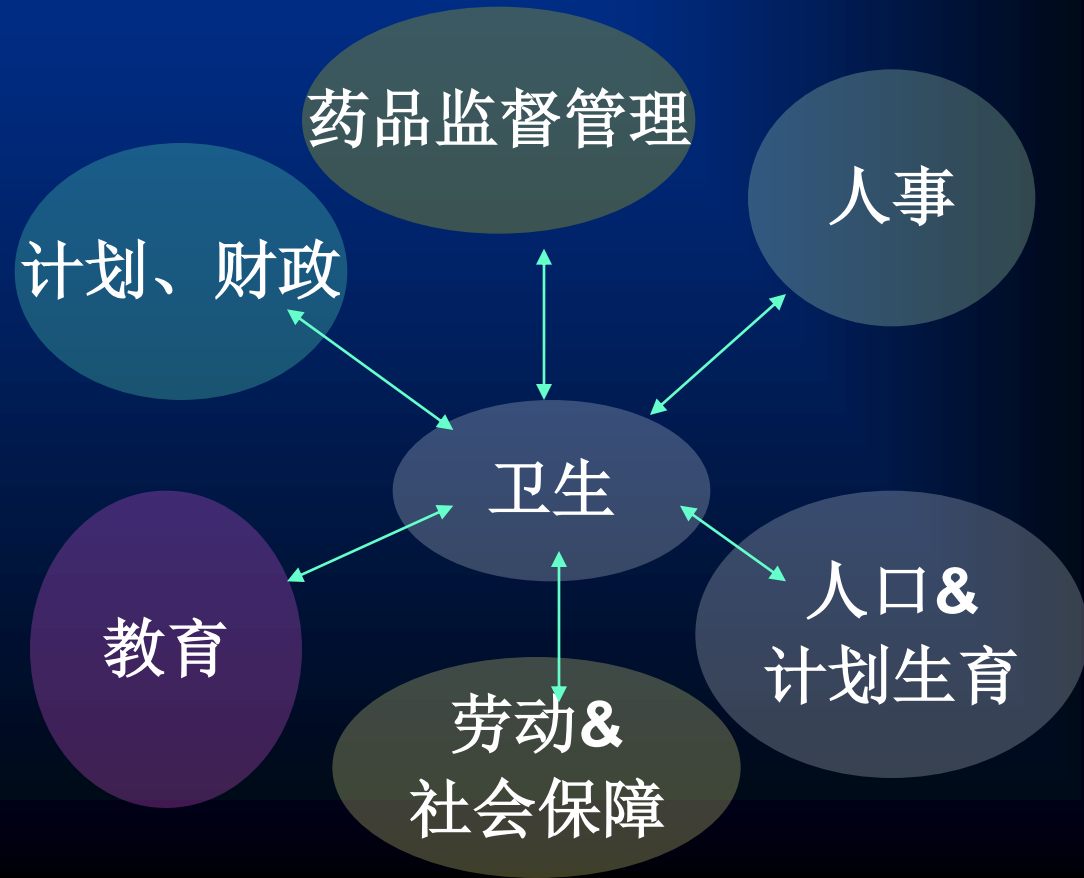 药品监督管理
人事
计划、财政
卫生
人口&
计划生育
教育
劳动&
社会保障